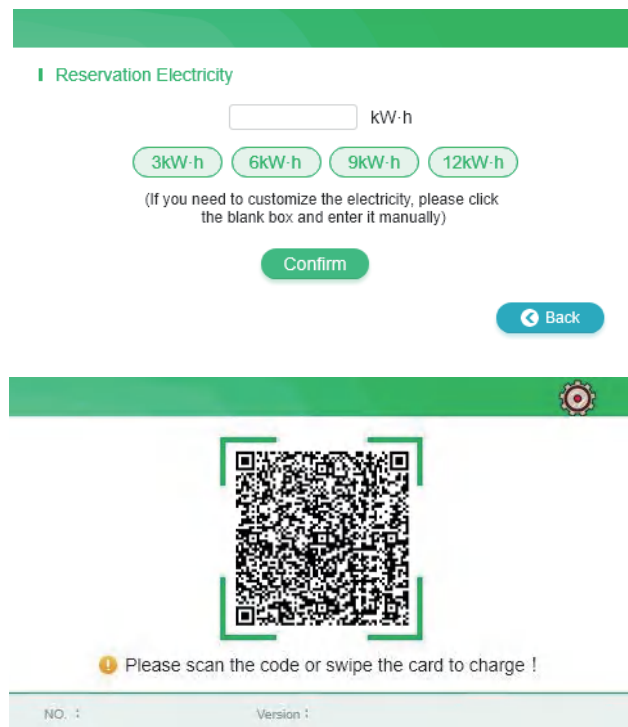 Reservation Electricity
kW·h
3kW·h 6kW·h 9kW·h 12kW·h
(If you need to customize the electricity, please click
the blank box and enter it manually)
Confirm
Back
Please scan the code or swipe the card to charge !
NO. : Version :